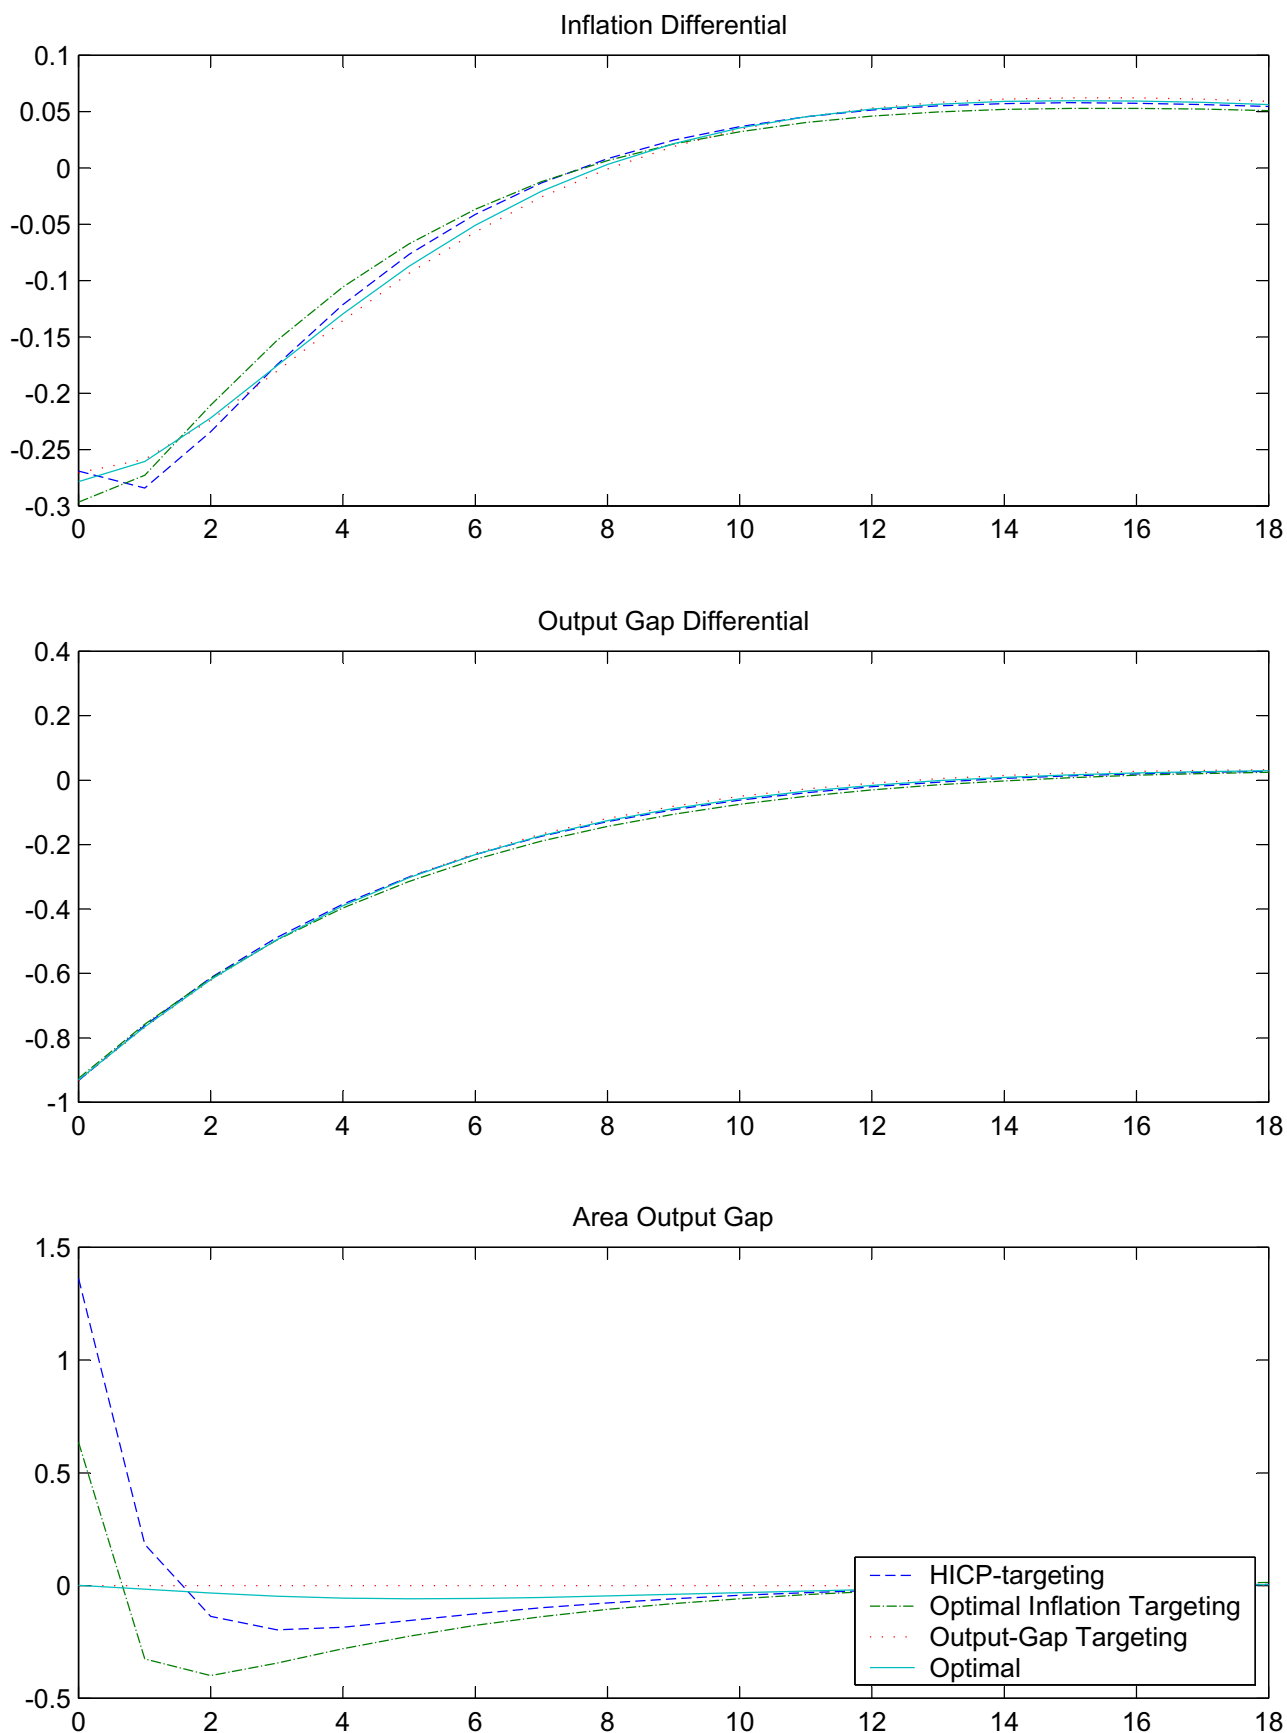 Inflation Differential
0.1
0.05
0
-0.05
-0.1
-0.15
-0.2
-0.25
-0.3
0 2 4 6 8 10 12 14 16 18
Output Gap Differential
0.4
0.2
0
-0.2
-0.4
-0.6
-0.8
-1
0 2 4 6 8 10 12 14 16 18
Area Output Gap
1.5
1
0.5
0
-0.5
HICP-targeting
Optimal Inflation Targeting
Output-Gap Targeting
Optimal
0 2 4 6 8 10 12 14 16 18